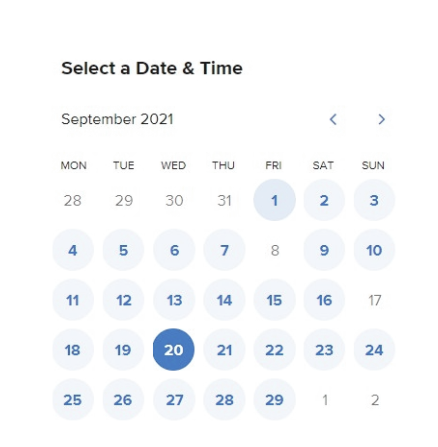 Select a Date & Time
September 2021
MON TUE WED THU FRI SAT SUN
28 29 30 31 1 2 3
4 5 6 7 8 9 10
11 12 13 14 15 16 17
18 19 20 21 22 23 24
25 26 27 28 29 1 2